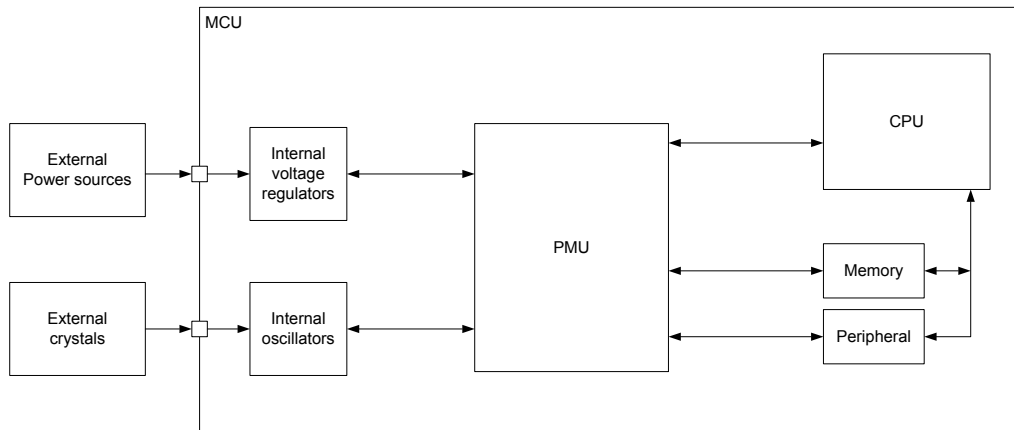 MCU
External
Power sources
Internal
voltage
regulators
PMU
CPU
External
crystals
Internal
oscillators
Memory
Peripheral